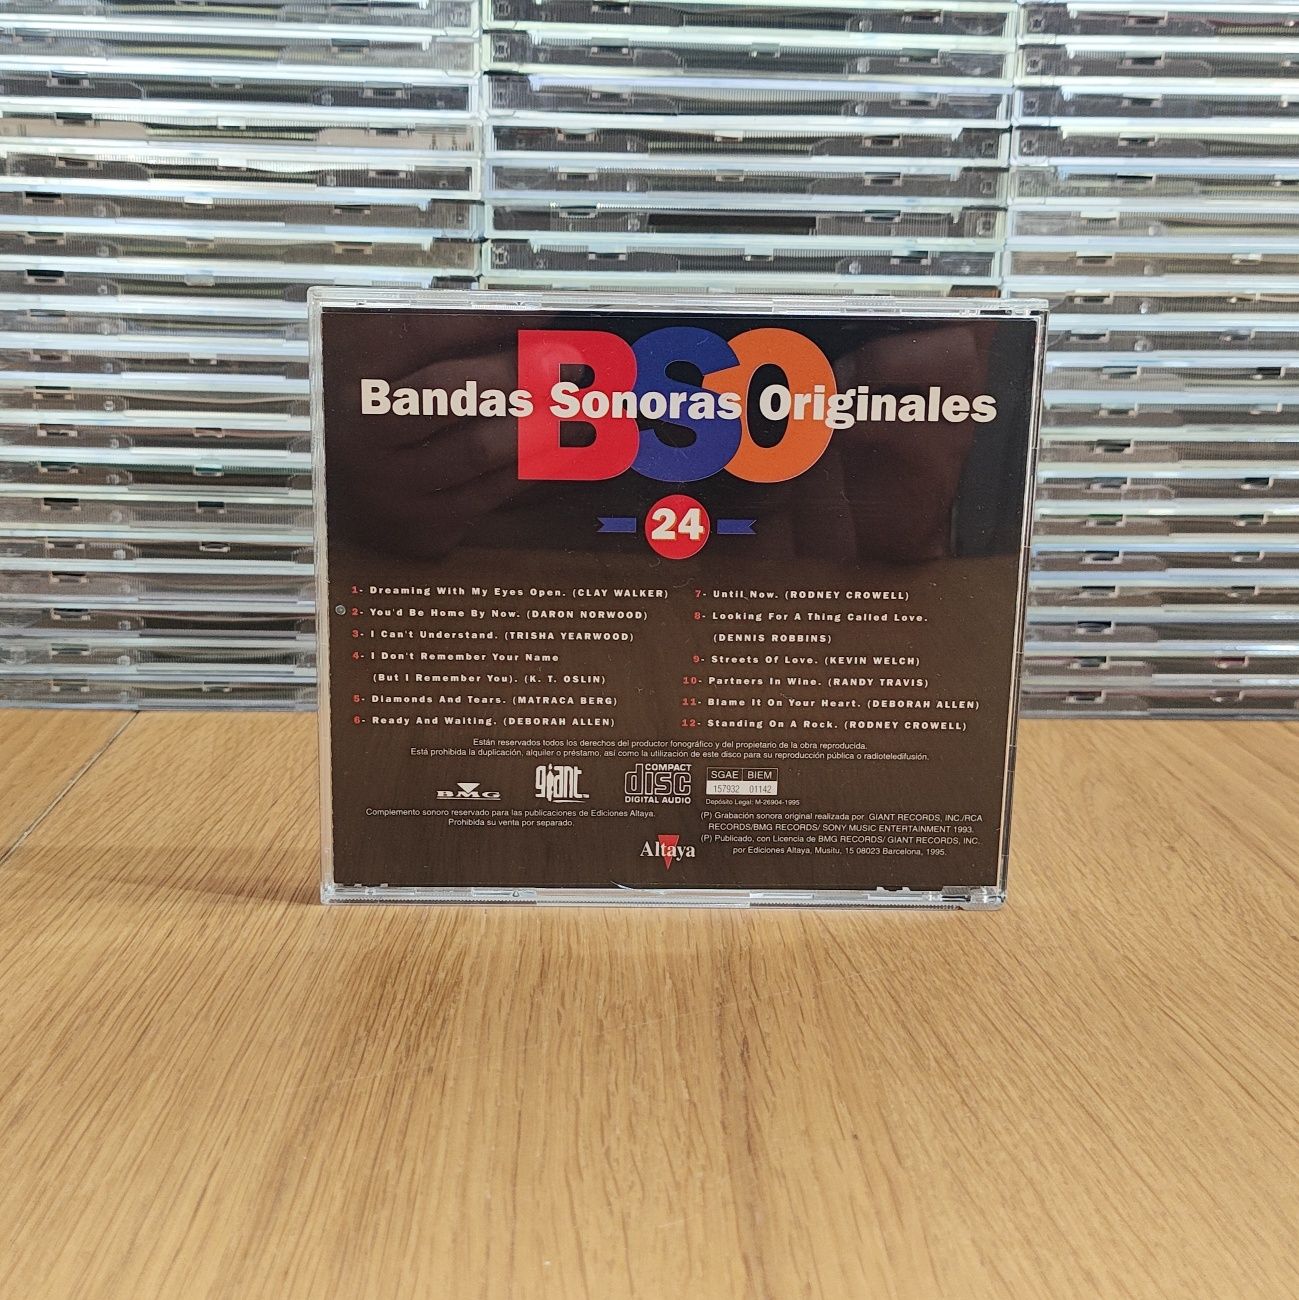 BSO
Bandas Sonoras Originales
24
1- Dreaming With My Eyes Open. (CLAY WALKER)
2- You'd Be Home By Now. (DARON NORWOOD)
3- I Can't Understand. (TRISHA YEARWOOD)
4- I Don't Remember Your Name
(But I Remember You). (K. T. OSLIN)
5- Diamonds And Tears. (MATRACA BERG)
6- Ready And Waiting. (DEBORAH ALLEN)
7- Until Now. (RODNEY CROWELL)
8- Looking For A Thing Called Love.
(DENNIS ROBBINS)
9- Streets Of Love. (KEVIN WELCH)
10- Partners In Wine. (RANDY TRAVIS)
11- Blame It On Your Heart. (DEBORAH ALLEN)
12- Standing On A Rock. (RODNEY CROWELL)
Están reservados todos los derechos del productor fonográfico y del propietario de la obra reproducida.
Está prohibida la duplicación, alquiler o préstamo, así como la utilización de este disco para su reproducción pública o radioteledifusión.
BMG
giant
COMPACT
disc
DIGITAL AUDIO
SGAE BIEM
157932 01142
Depósito Legal: M-26904-1995
Complemento sonoro reservado para las publicaciones de Ediciones Altaya.
Prohibida su venta por separado.
Altaya
(P) Grabación sonora original realizada por GIANT RECORDS, INC./RCA
RECORDS/BMG RECORDS/ SONY MUSIC ENTERTAINMENT 1993.
(P) Publicado, con Licencia de BMG RECORDS/ GIANT RECORDS, INC.
por Ediciones Altaya, Musitu, 15 08023 Barcelona, 1995.